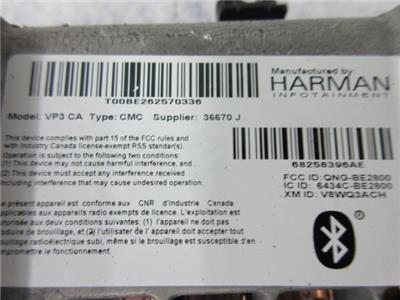 Manufactured by:
HARMAN
INFOTAINMENT
T00BE262570336
Model: VP3 CA Type: CMC Supplier: 36670 J
This device complies with part 15 of the FCC rules and
with Industry Canada license-exempt RSS standard(s).
Operation is subject to the following two conditions:
(1) This device may not cause harmful interference, and
(2) This device must accept any interference received
including interference that may cause undesired operation.
68258396AE
FCC ID: QNG-BE2800
IC ID: 6434C-BE2800
XM ID: V8WQ3ACH
Le présent appareil est conforme aux CNR d'Industrie Canada
applicables aux appareils radio exempts de licence. L'exploitation est
autorisée aux deux conditions suivantes: (1) l'appareil ne doit pas
produire de brouillage, et (2) l'utilisateur de l'appareil doit accepter tout
brouillage radioélectrique subi, même si le brouillage est susceptible d'en
compromettre le fonctionnement.